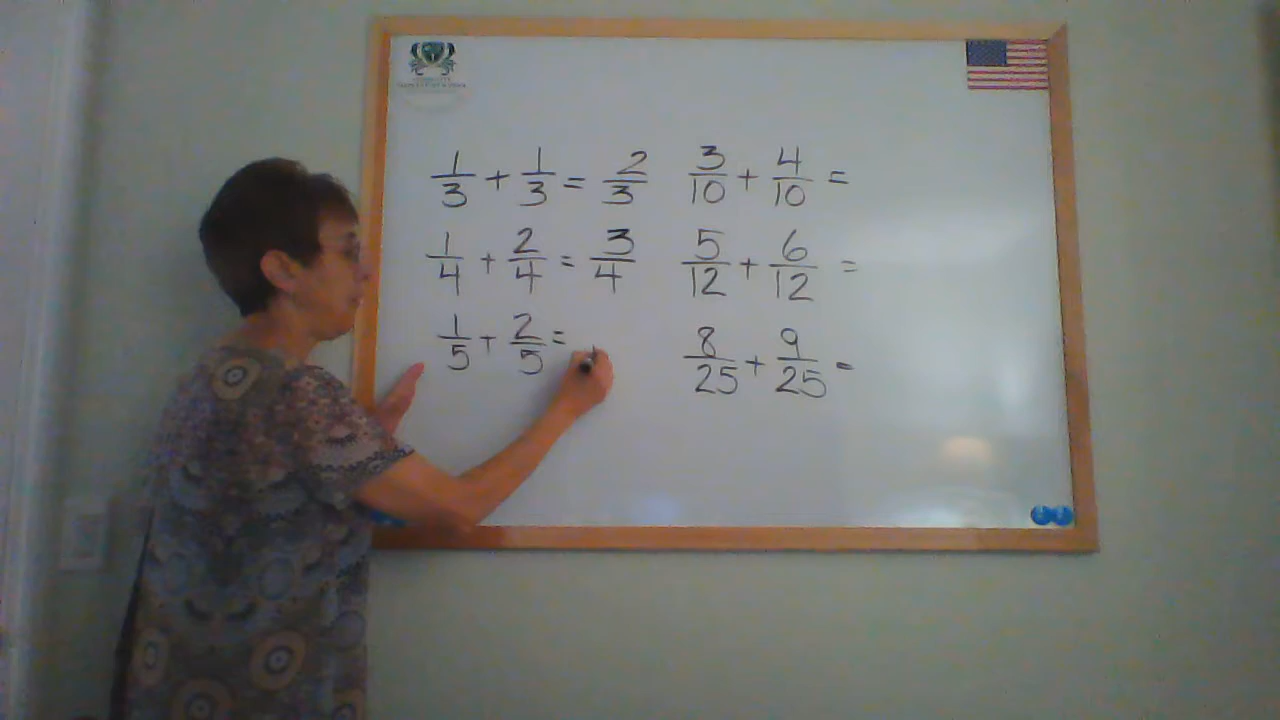 1/3 + 1/3 = 2/3
1/4 + 2/4 = 3/4
1/5 + 2/5 =
3/10 + 4/10 =
5/12 + 6/12 =
8/25 + 9/25 =